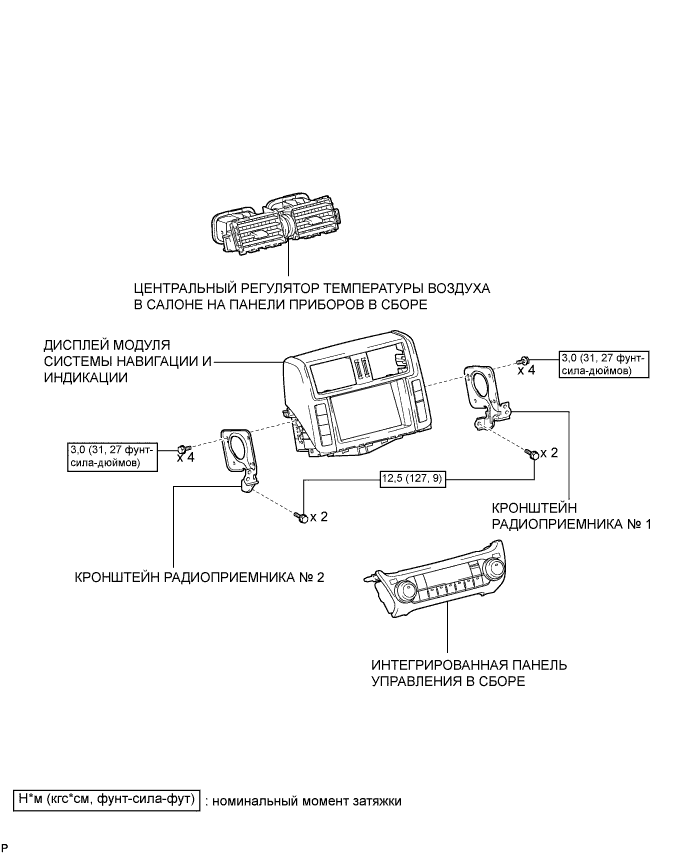 ЦЕНТРАЛЬНЫЙ РЕГУЛЯТОР ТЕМПЕРАТУРЫ ВОЗДУХА
В САЛОНЕ НА ПАНЕЛИ ПРИБОРОВ В СБОРЕ
ДИСПЛЕЙ МОДУЛЯ
СИСТЕМЫ НАВИГАЦИИ И
ИНДИКАЦИИ
3,0 (31, 27 фунт-
сила-дюймов)
x 4
3,0 (31, 27 фунт-
сила-дюймов)
x 4
x 2
12,5 (127, 9)
x 2
КРОНШТЕЙН
РАДИОПРИЕМНИКА № 1
КРОНШТЕЙН РАДИОПРИЕМНИКА № 2
ИНТЕГРИРОВАННАЯ ПАНЕЛЬ
УПРАВЛЕНИЯ В СБОРЕ
Н*м (кгс*см, фунт-сила-фут) : номинальный момент затяжки
P